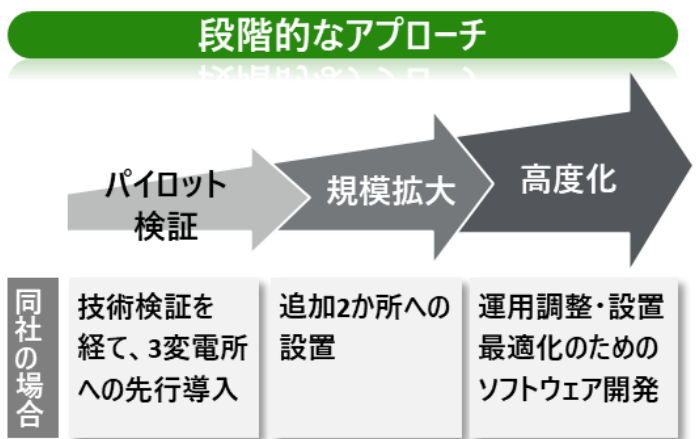 段階的なアプローチ
パイロット
検証
規模拡大
高度化
同社の場合
技術検証を
経て、3変電所
への先行導入
追加2か所への
設置
運用調整・設置
最適化のための
ソフトウェア開発